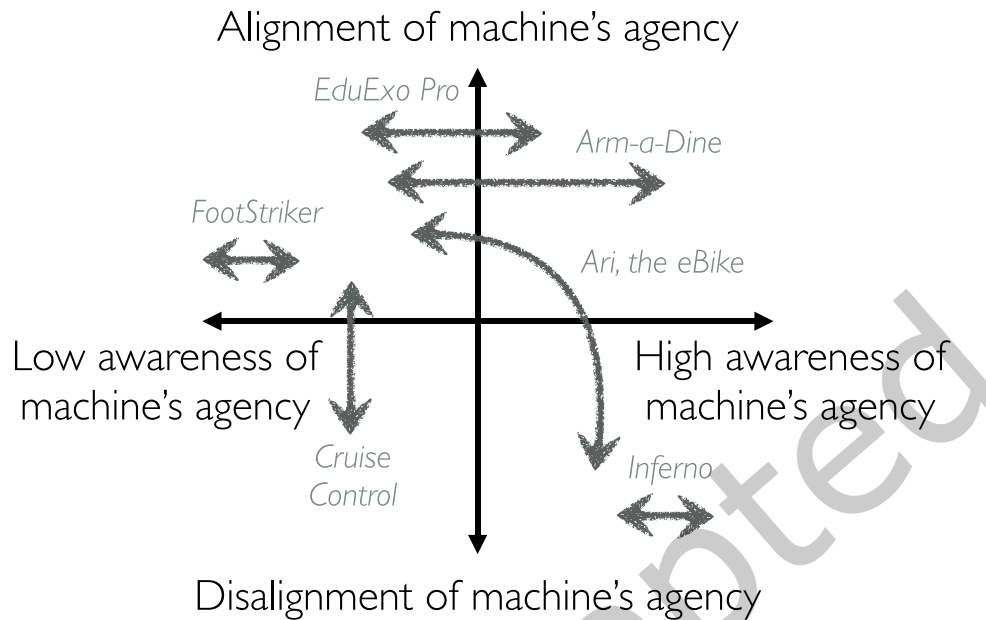 Alignment of machine's agency
EduExo Pro
Arm-a-Dine
FootStriker
Ari, the eBike
Low awareness of
machine's agency
High awareness of
machine's agency
Cruise
Control
Inferno
Disalignment of machine's agency